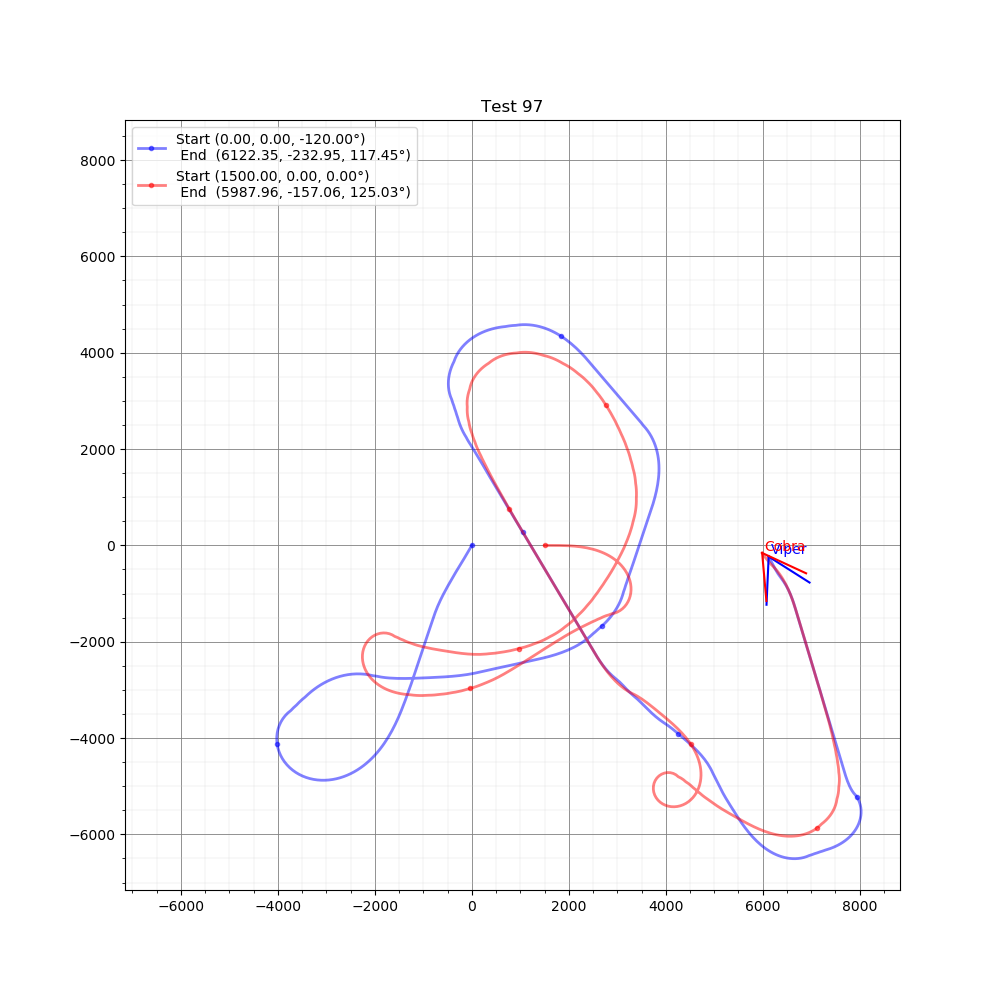 Test 97
Start (0.00, 0.00, -120.00°)
End (6122.35, -232.95, 117.45°)
Start (1500.00, 0.00, 0.00°)
End (5987.96, -157.06, 125.03°)
8000
6000
4000
2000
0
−2000
−4000
−6000
Cobra
Viper
−6000 −4000 −2000 0 2000 4000 6000 8000